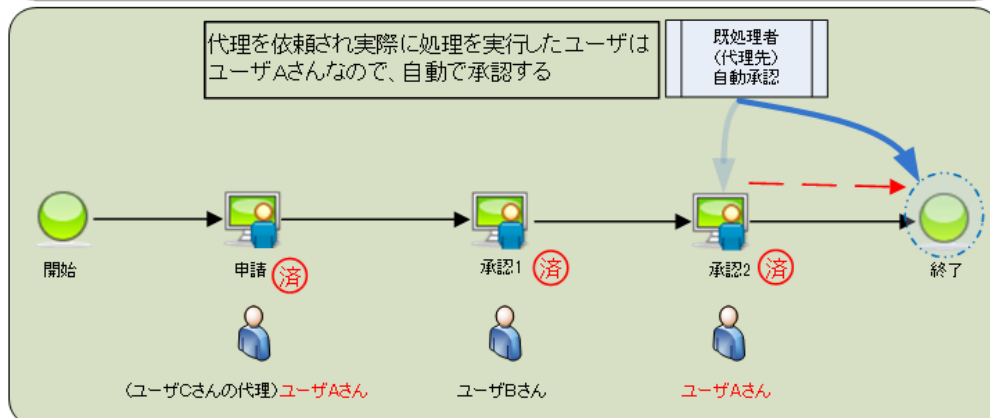 代理を依頼され実際に処理を実行したユーザは
ユーザAさんなので、自動で承認する
既処理者
(代理先)
自動承認
開始
申請
済
承認1
済
承認2
済
終了
(ユーザCさんの代理)ユーザAさん
ユーザBさん
ユーザAさん